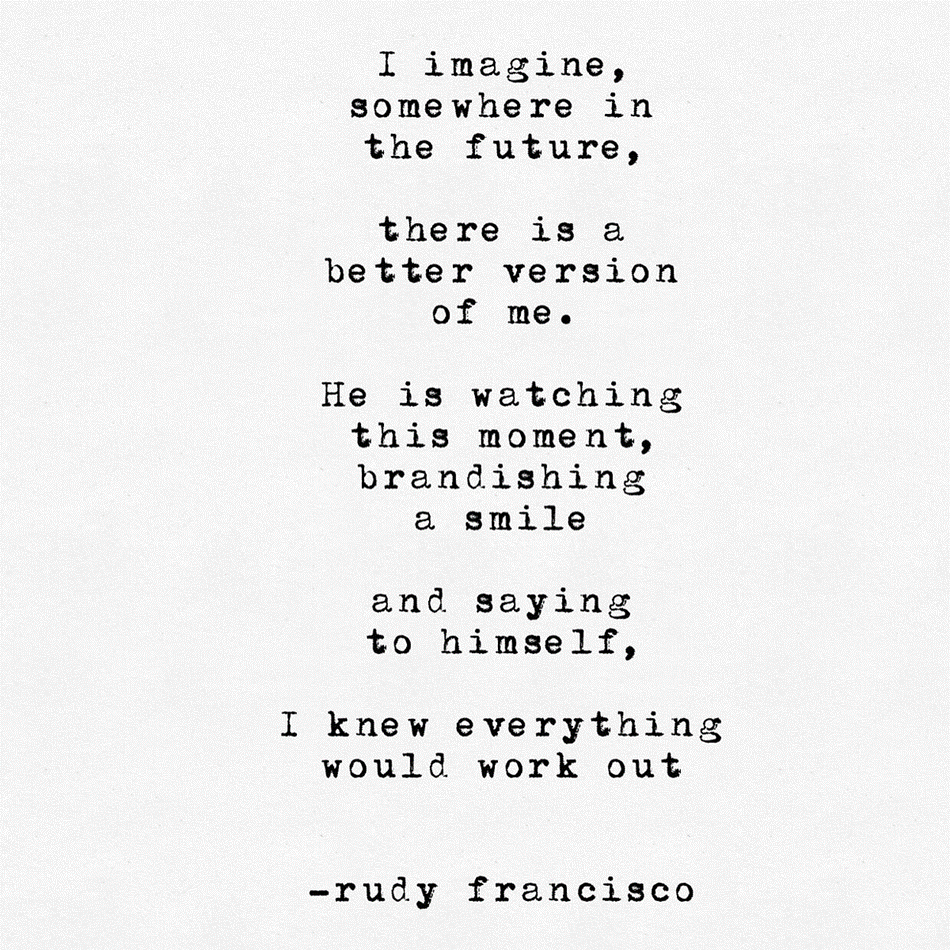 I imagine,
somewhere in
the future,
there is a
better version
of me.
He is watching
this moment,
brandishing
a smile
and saying
to himself,
I knew everything
would work out
-rudy francisco